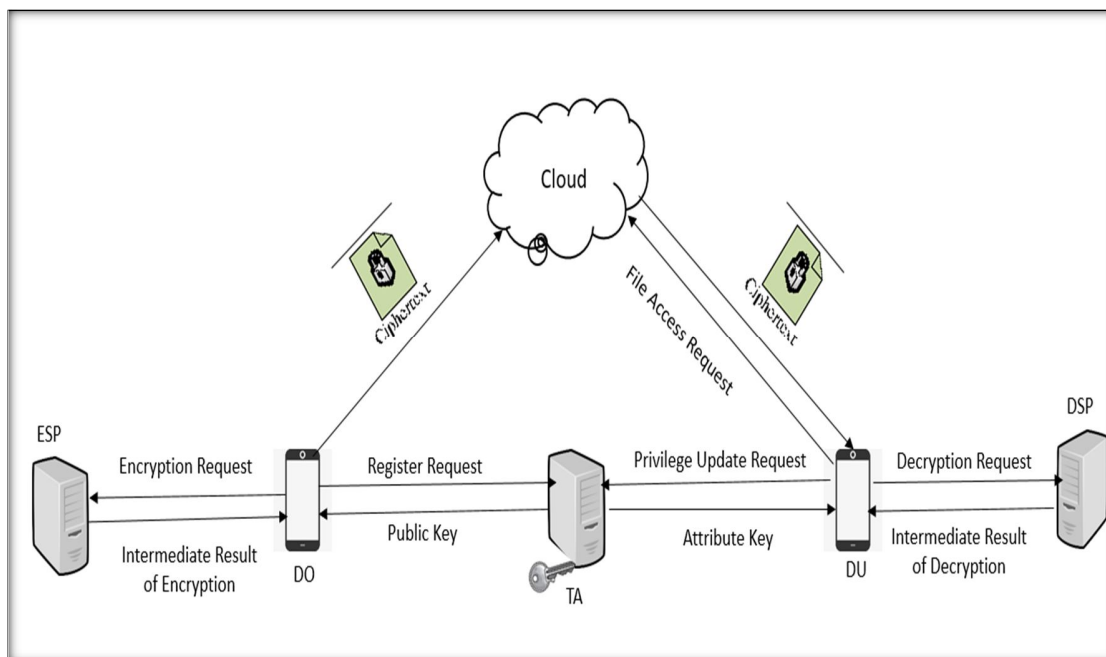 Cloud
Ciphertext
File Access Request
Ciphertext
ESP
Encryption Request
Intermediate Result
of Encryption
DO
Register Request
Public Key
TA
Privilege Update Request
Attribute Key
DU
Decryption Request
Intermediate Result
of Decryption
DSP